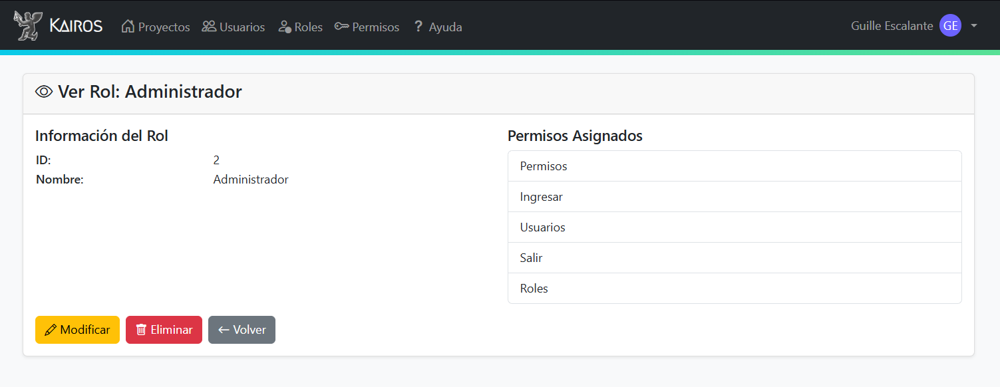 KAIROS Proyectos Usuarios Roles Permisos ? Ayuda Guille Escalante GE
Ver Rol: Administrador
Información del Rol
ID: 2
Nombre: Administrador
Permisos Asignados
Permisos
Ingresar
Usuarios
Salir
Roles
Modificar Eliminar Volver